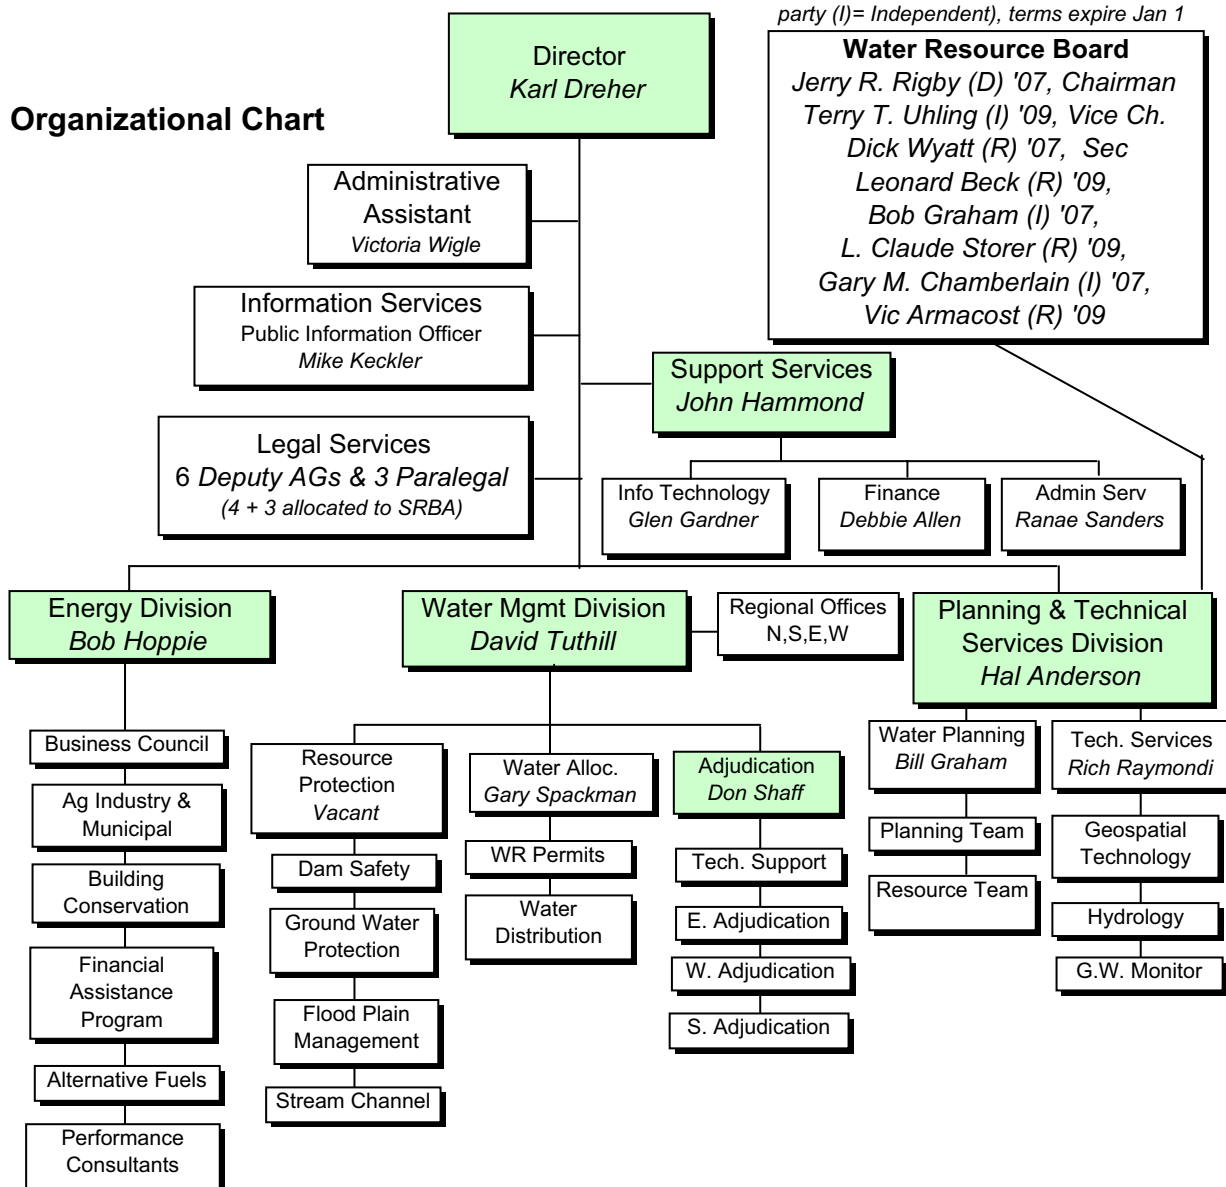 party (I)= Independent), terms expire Jan 1
Water Resource Board
Jerry R. Rigby (D) '07, Chairman
Terry T. Uhling (I) '09, Vice Ch.
Dick Wyatt (R) '07, Sec
Leonard Beck (R) '09,
Bob Graham (I) '07,
L. Claude Storer (R) '09,
Gary M. Chamberlain (I) '07,
Vic Armacost (R) '09
Director
Karl Dreher
Organizational Chart
Administrative
Assistant
Victoria Wigle
Information Services
Public Information Officer
Mike Keckler
Support Services
John Hammond
Legal Services
6 Deputy AGs & 3 Paralegal
(4 + 3 allocated to SRBA)
Info Technology
Glen Gardner
Finance
Debbie Allen
Admin Serv
Ranae Sanders
Energy Division
Bob Hoppie
Water Mgmt Division
David Tuthill
Regional Offices
N,S,E,W
Planning & Technical
Services Division
Hal Anderson
Business Council
Ag Industry &
Municipal
Building
Conservation
Financial
Assistance
Program
Alternative Fuels
Performance
Consultants
Resource
Protection
Vacant
Dam Safety
Ground Water
Protection
Flood Plain
Management
Stream Channel
Water Alloc.
Gary Spackman
WR Permits
Water
Distribution
Adjudication
Don Shaff
Tech. Support
E. Adjudication
W. Adjudication
S. Adjudication
Water Planning
Bill Graham
Planning Team
Resource Team
Tech. Services
Rich Raymondi
Geospatial
Technology
Hydrology
G.W. Monitor